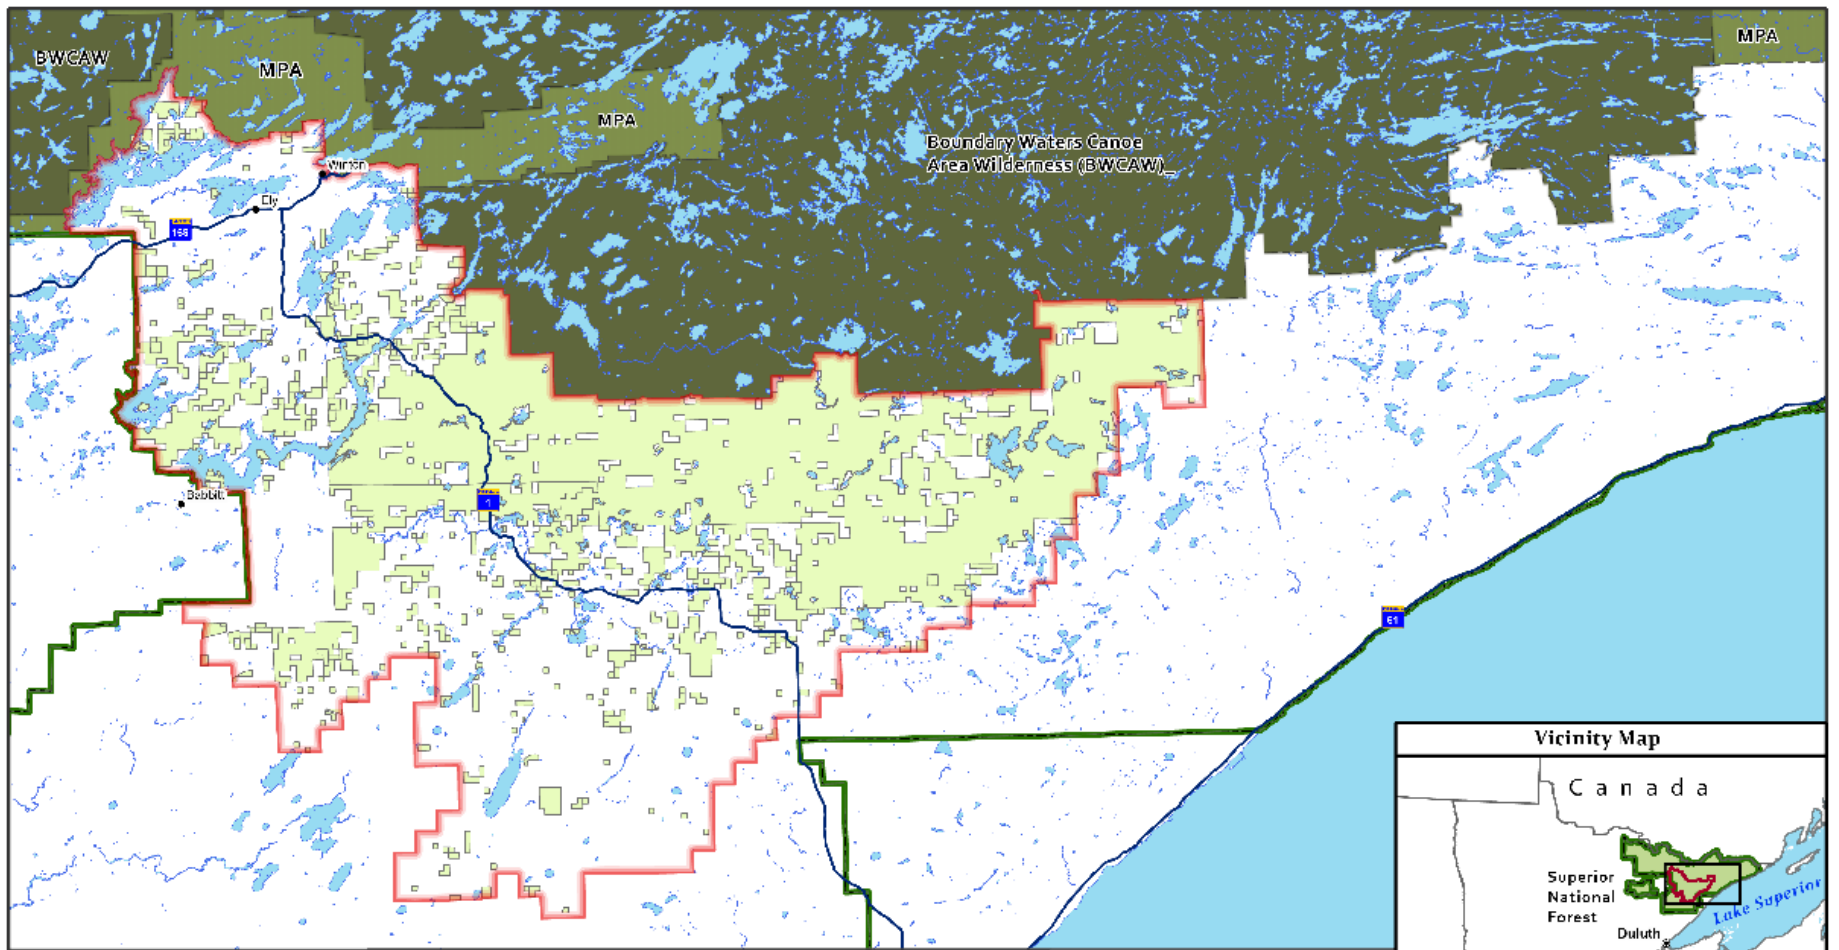 BWCAW
MPA
MPA
MPA
Boundary Waters Canoe
Area Wilderness (BWCAW)_
Winton
Ely
Babbitt
1
61
Vicinity Map
Canada
Superior
National
Forest
Lake Superior
Duluth